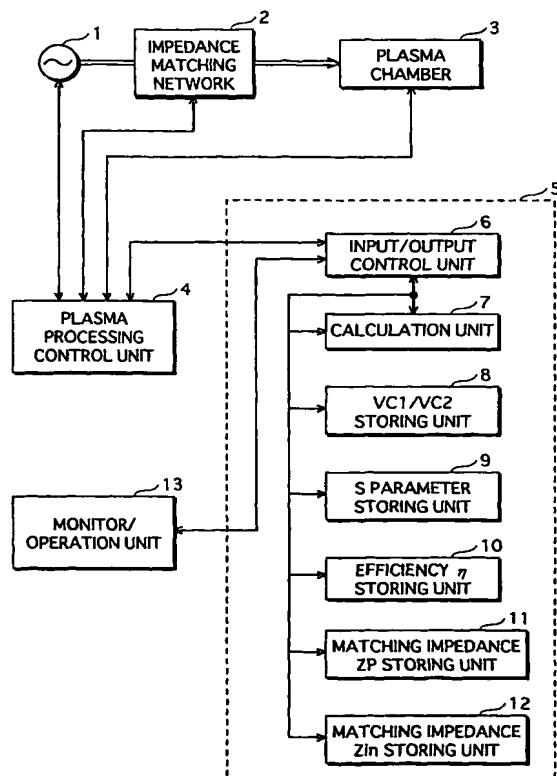 1
2
IMPEDANCE
MATCHING
NETWORK
3
PLASMA
CHAMBER
5
6
INPUT/OUTPUT
CONTROL UNIT
4
PLASMA
PROCESSING
CONTROL UNIT
7
CALCULATION UNIT
8
VC1/VC2
STORING UNIT
9
S PARAMETER
STORING UNIT
13
MONITOR/
OPERATION UNIT
10
EFFICIENCY η
STORING UNIT
11
MATCHING IMPEDANCE
ZP STORING UNIT
12
MATCHING IMPEDANCE
Zin STORING UNIT